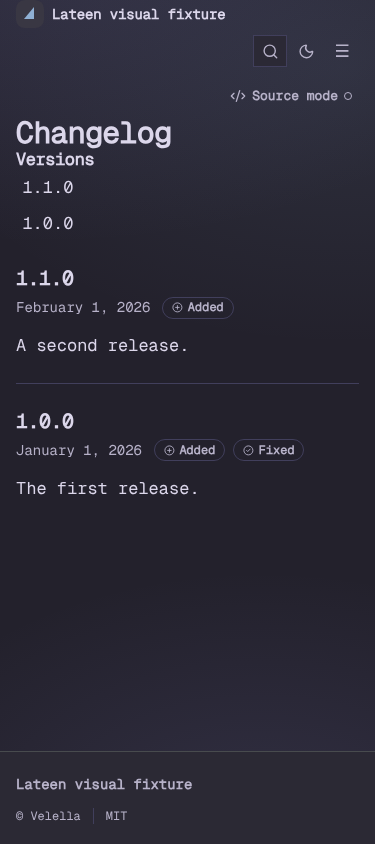 Lateen visual fixture
Source mode
Changelog
Versions
1.1.0
1.0.0
1.1.0
February 1, 2026 Added
A second release.
1.0.0
January 1, 2026 Added Fixed
The first release.
Lateen visual fixture
© Velella MIT